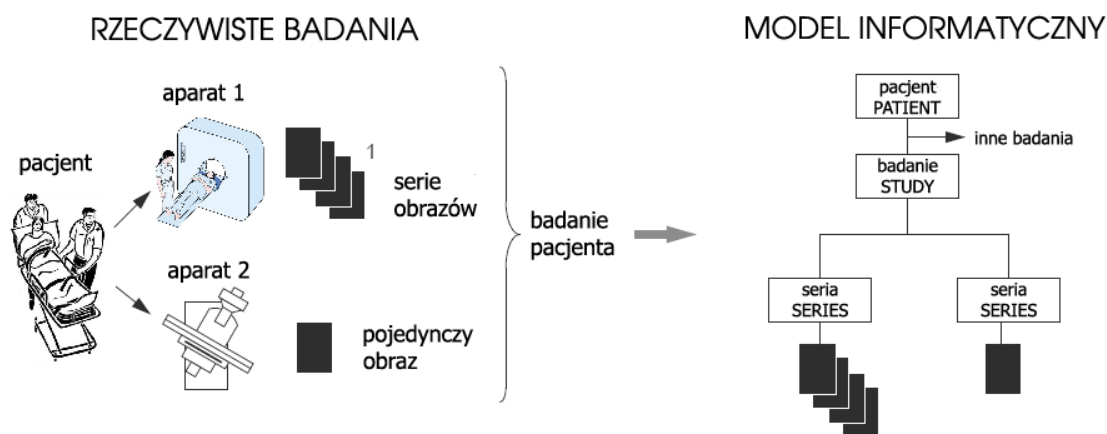 RZECZYWISTE BADANIA
MODEL INFORMATYCZNY
aparat 1
pacjent
1
serie
obrazów
aparat 2
pojedynczy
obraz
badanie
pacjenta
pacjent
PATIENT
inne badania
badanie
STUDY
seria
SERIES
seria
SERIES